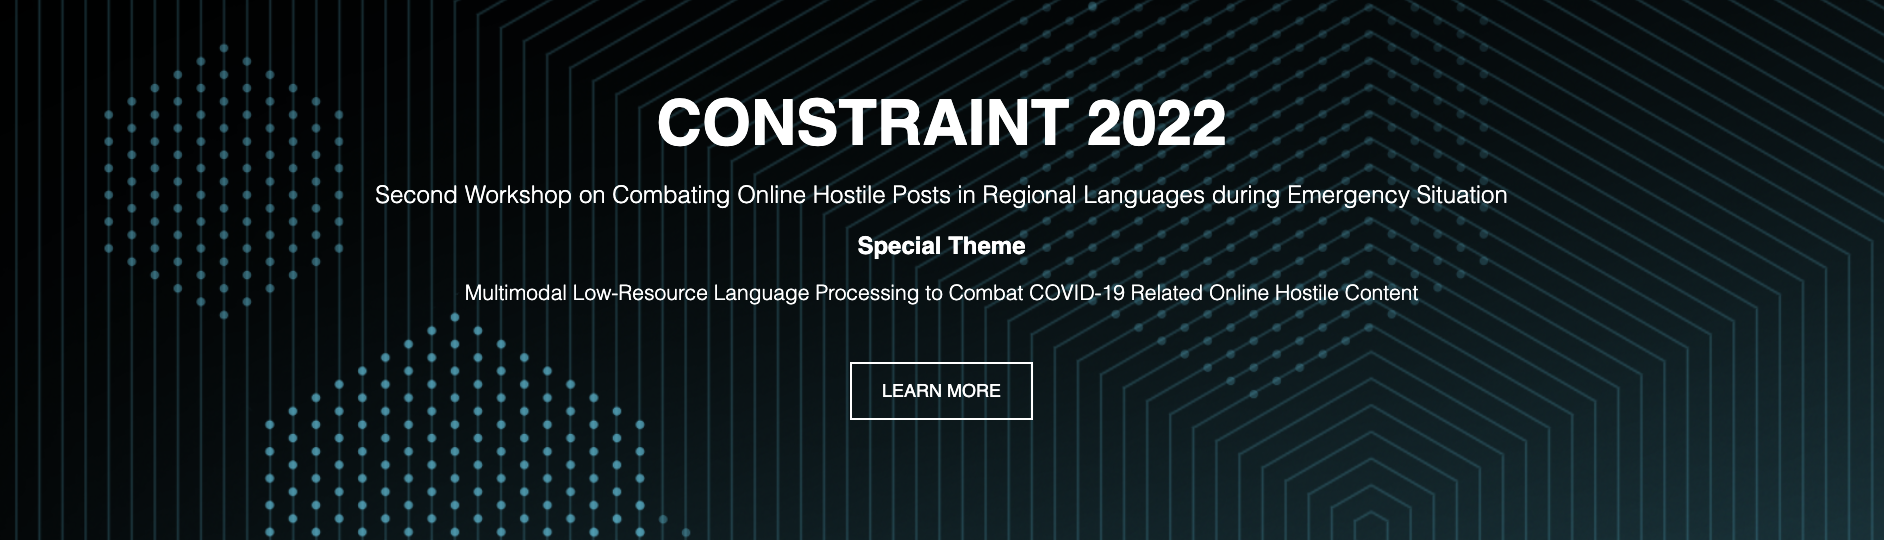 CONSTRAINT 2022
Second Workshop on Combating Online Hostile Posts in Regional Languages during Emergency Situation
Special Theme
Multimodal Low-Resource Language Processing to Combat COVID-19 Related Online Hostile Content
LEARN MORE